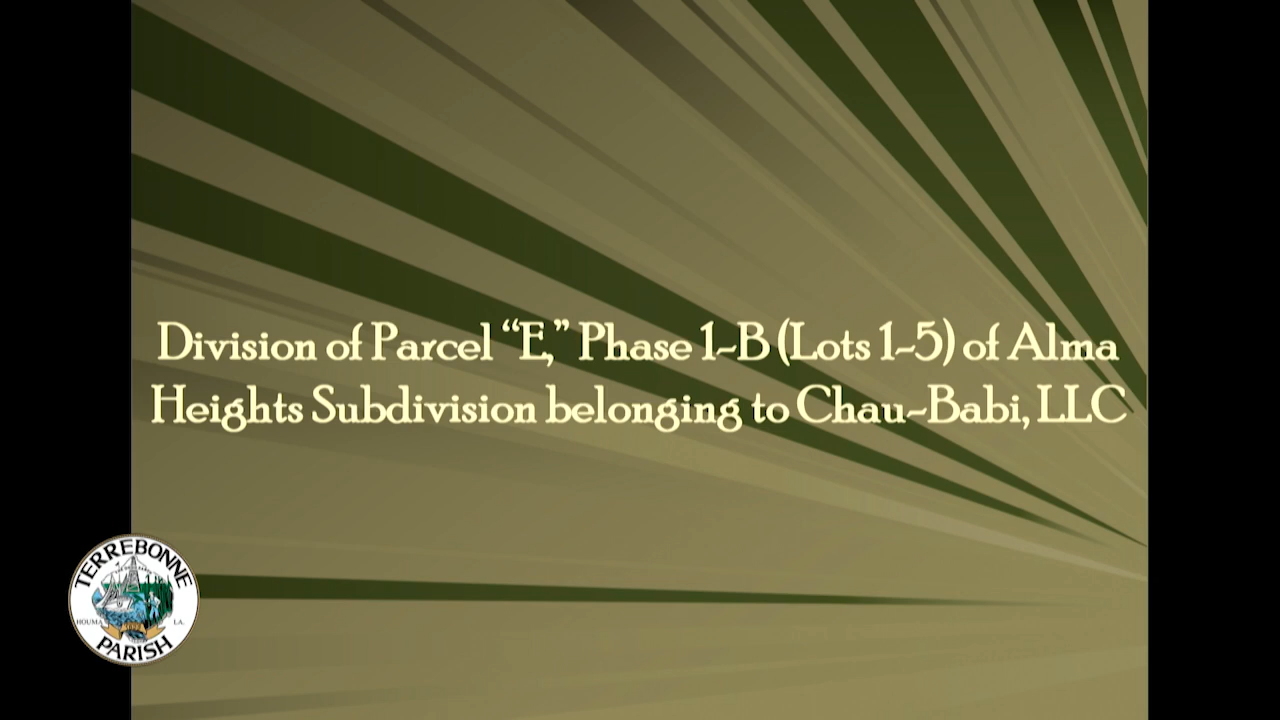 Division of Parcel “E,” Phase 1-B (Lots 1-5) of Alma
Heights Subdivision belonging to Chau-Babi, LLC
TERREBONNE
HOUMA LA.
PARISH